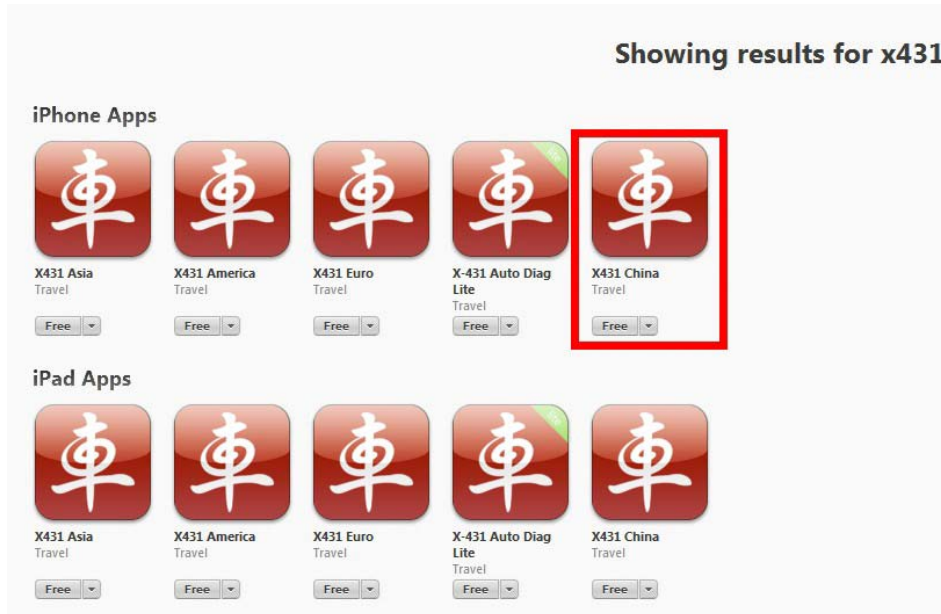 Showing results for x431
iPhone Apps
車 車 車 車 車
X431 Asia X431 America X431 Euro X-431 Auto Diag X431 China
Travel Travel Travel Lite Travel
Travel
Free Free Free Free Free
iPad Apps
車 車 車 車 車
X431 Asia X431 America X431 Euro X-431 Auto Diag X431 China
Travel Travel Travel Lite Travel
Travel
Free Free Free Free Free